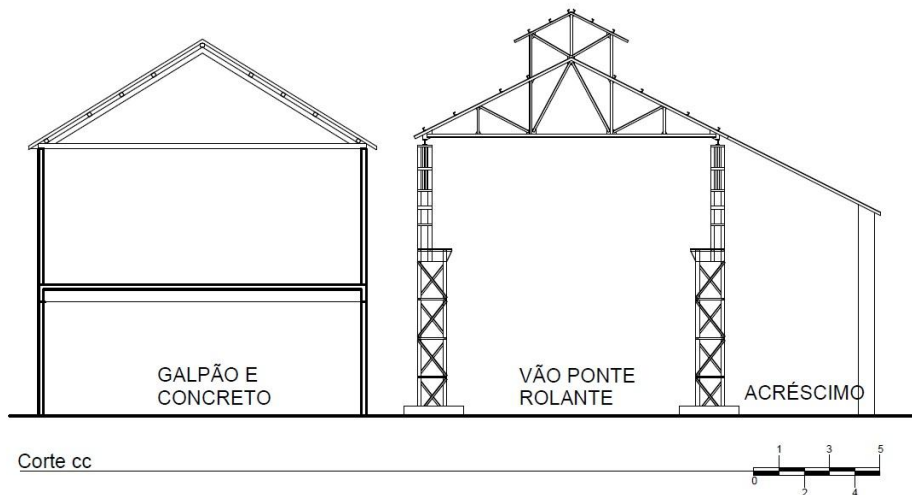 GALPÃO E
CONCRETO
VÃO PONTE
ROLANTE
ACRÉSCIMO
Corte cc
1 3 5
0 2 4